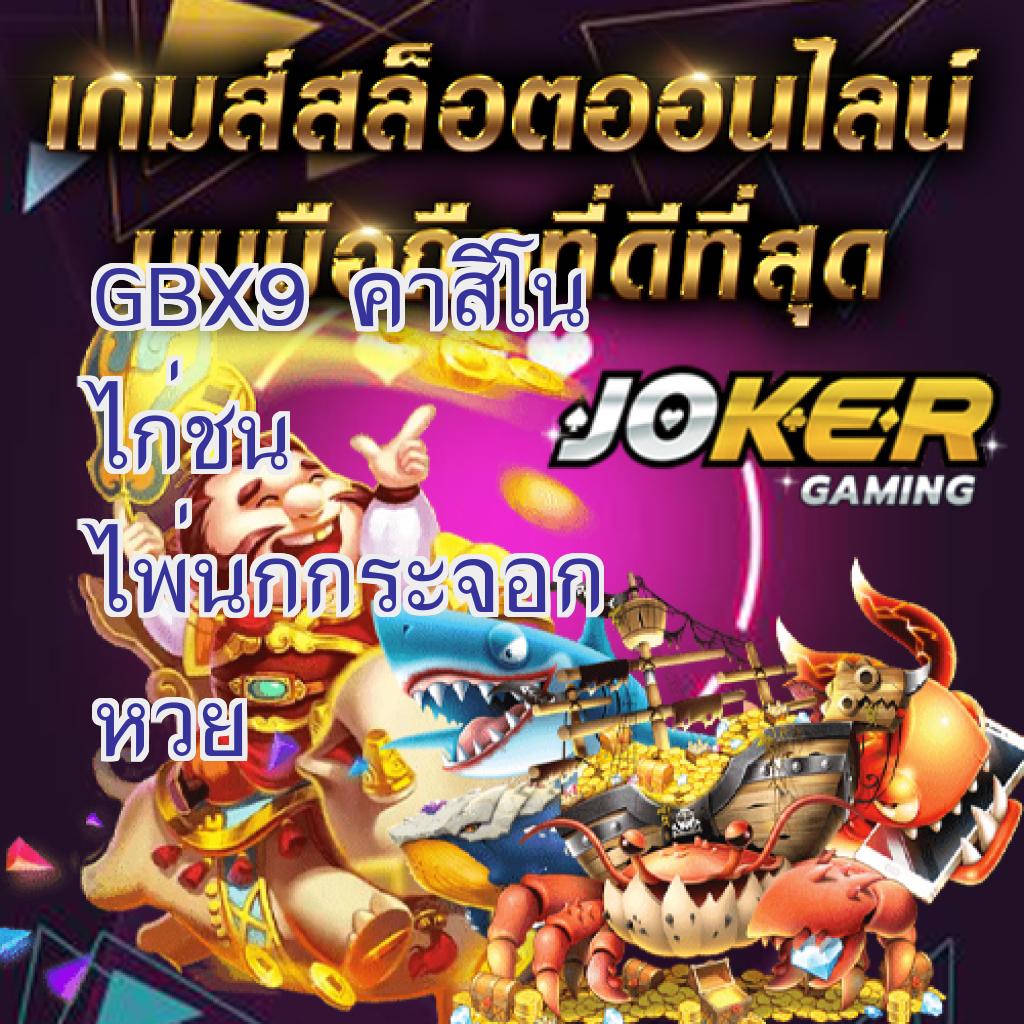 เกมส์สล็อตออนไลน์
บนมือถือที่ดีที่สุด
GBX9 คาสิโน
ไก่ชน
JOKER
GAMING
ไพ่นกกระจอก
หวย